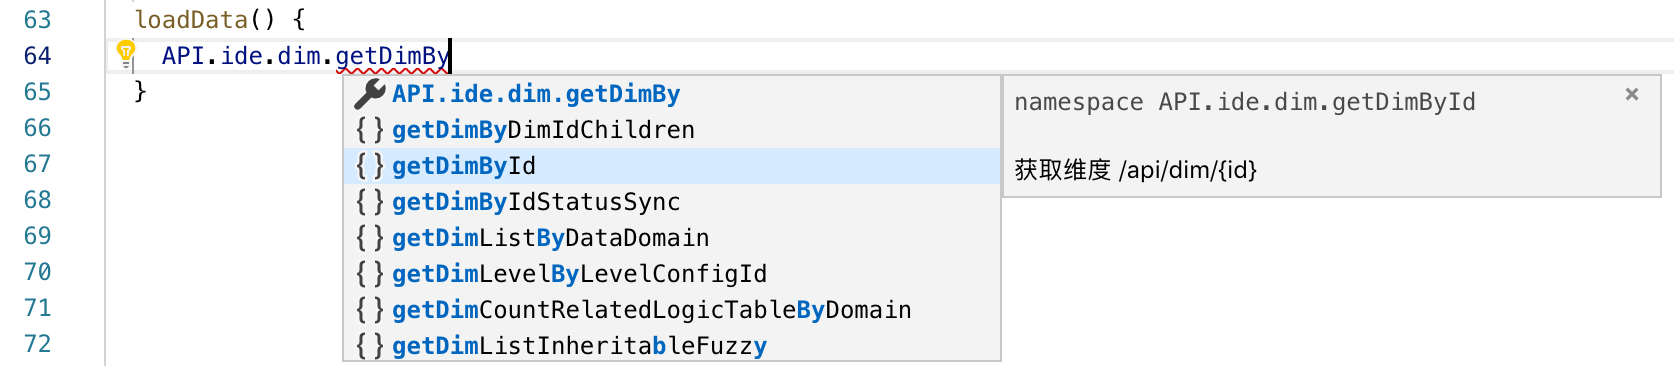 63 loadData() {
64 API.ide.dim.getDimBy
65 }
66
67
68
69
70
71
72
API.ide.dim.getDimBy
{} getDimByDimIdChildren
{} getDimById
{} getDimByIdStatusSync
{} getDimListByDataDomain
{} getDimLevelByLevelConfigId
{} getDimCountRelatedLogicTableByDomain
{} getDimListInheritableFuzzy
namespace API.ide.dim.getDimById ×
获取维度 /api/dim/{id}